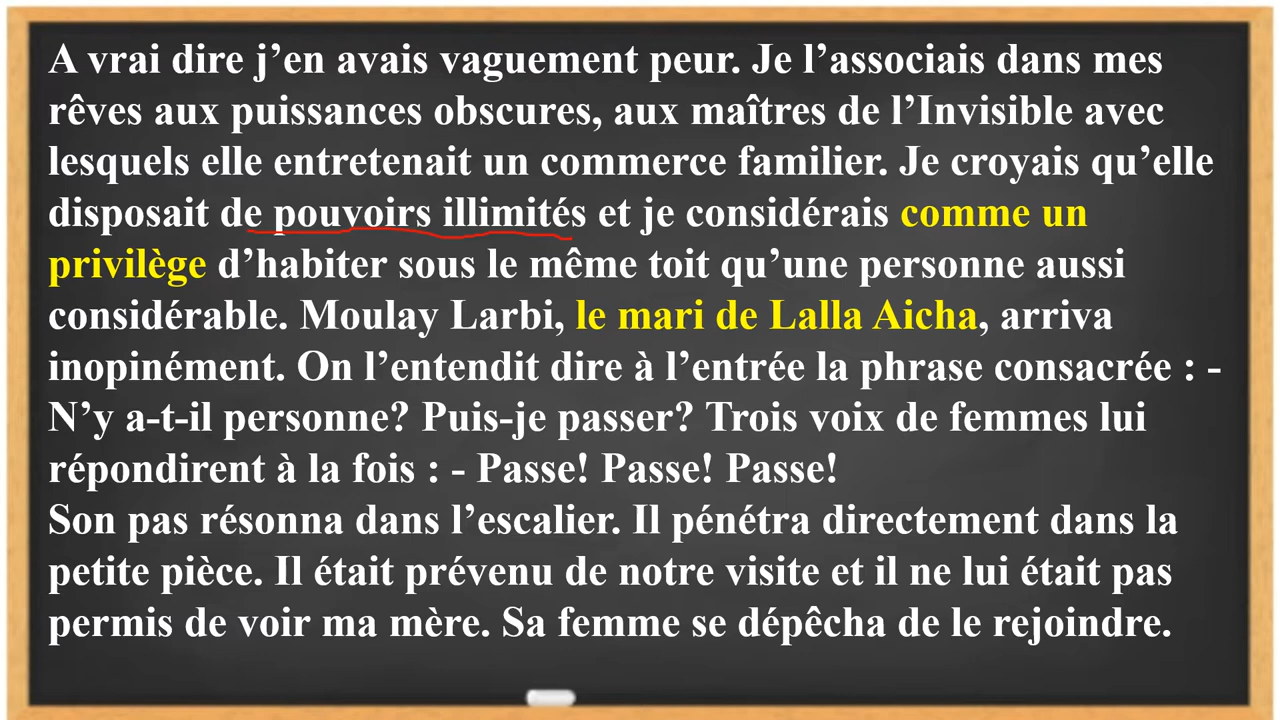 A vrai dire j’en avais vaguement peur. Je l’associais dans mes
rêves aux puissances obscures, aux maîtres de l’Invisible avec
lesquels elle entretenait un commerce familier. Je croyais qu’elle
disposait de pouvoirs illimités et je considérais comme un
privilège d’habiter sous le même toit qu’une personne aussi
considérable. Moulay Larbi, le mari de Lalla Aicha, arriva
inopinément. On l’entendit dire à l’entrée la phrase consacrée : -
N’y a-t-il personne? Puis-je passer? Trois voix de femmes lui
répondirent à la fois : - Passe! Passe! Passe!
Son pas résonna dans l’escalier. Il pénétra directement dans la
petite pièce. Il était prévenu de notre visite et il ne lui était pas
permis de voir ma mère. Sa femme se dépêcha de le rejoindre.